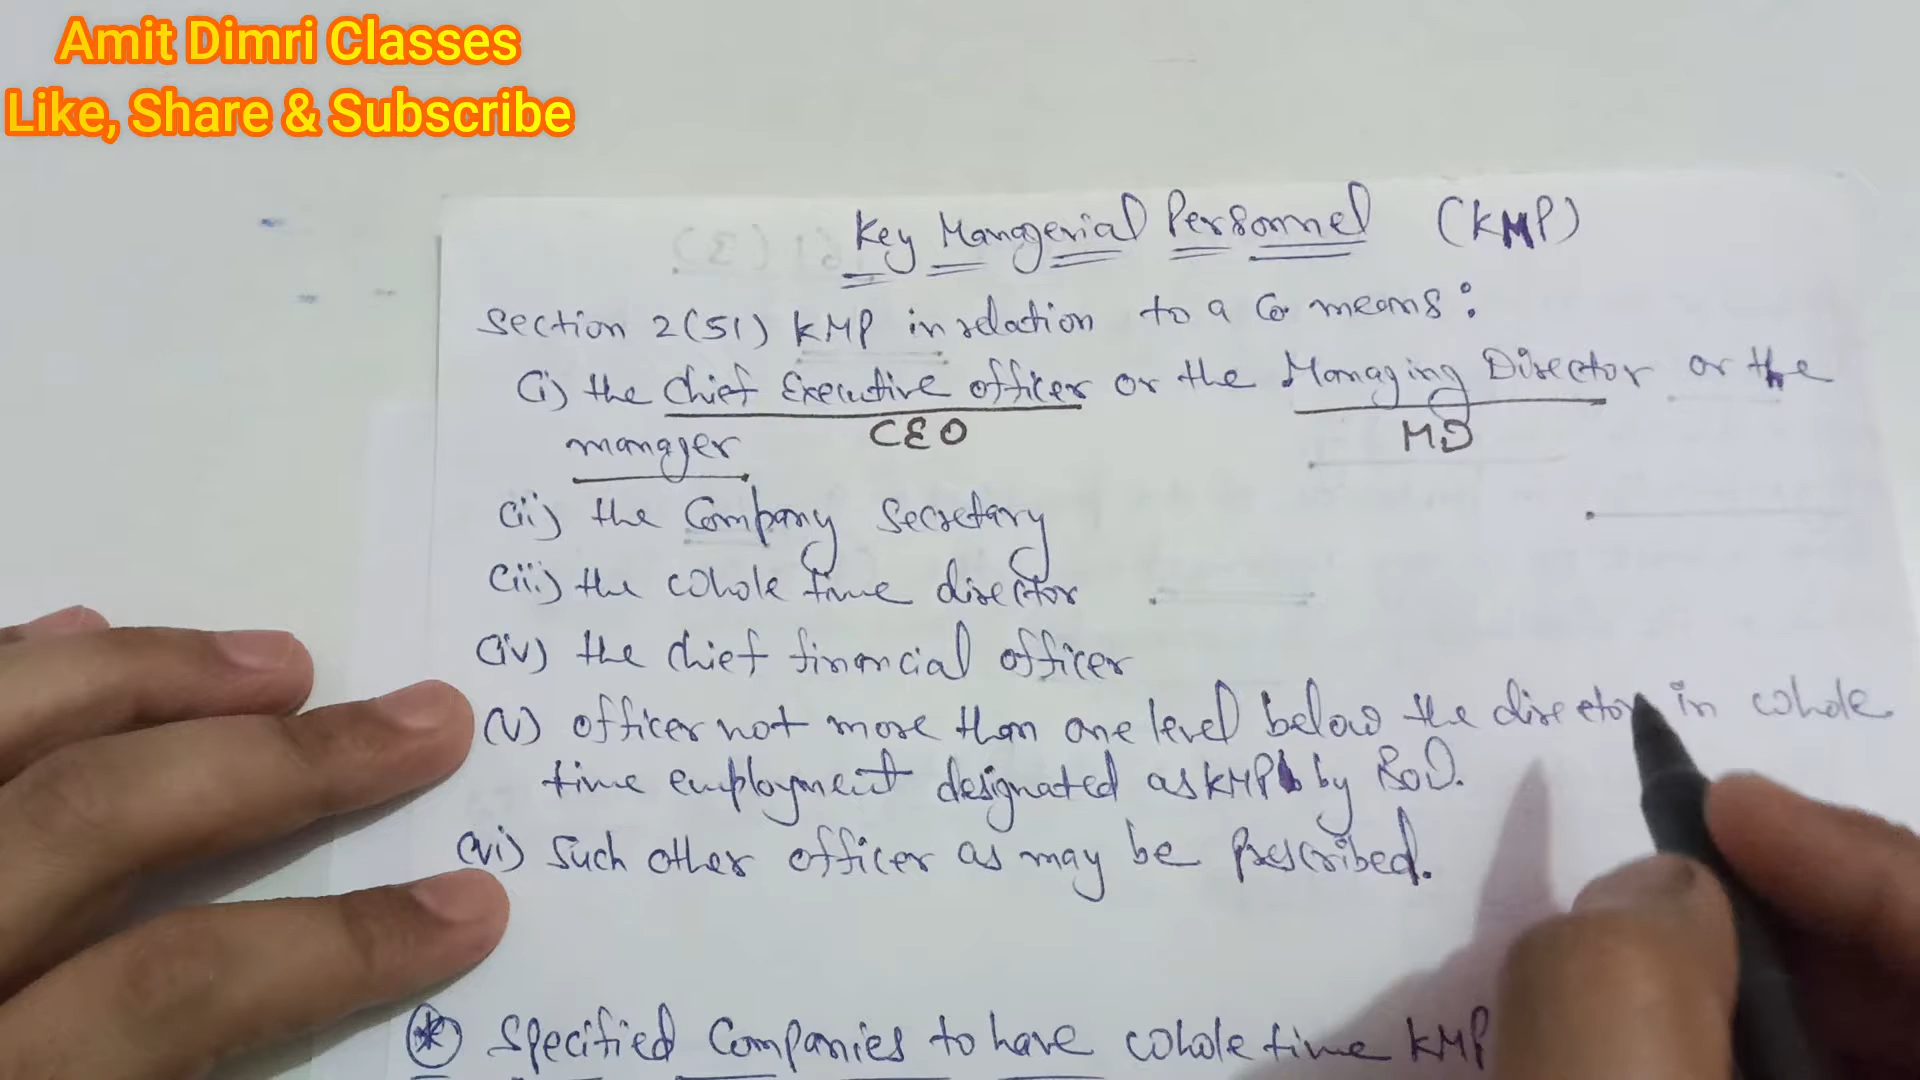 Amit Dimri Classes
Like, Share & Subscribe
Key Managerial Personnel (KMP)
Section 2(51) KMP in relation to a Co means:
(i) the Chief Executive officer or the Managing Director or the
CEO MD
manager
(ii) the Company Secretary
(iii) the whole time director
(iv) the chief financial officer
(v) officer not more than one level below the director in whole
time employment designated as KMP by BOD.
(vi) Such other officer as may be Prescribed.
Specified Companies to have whole time KMP